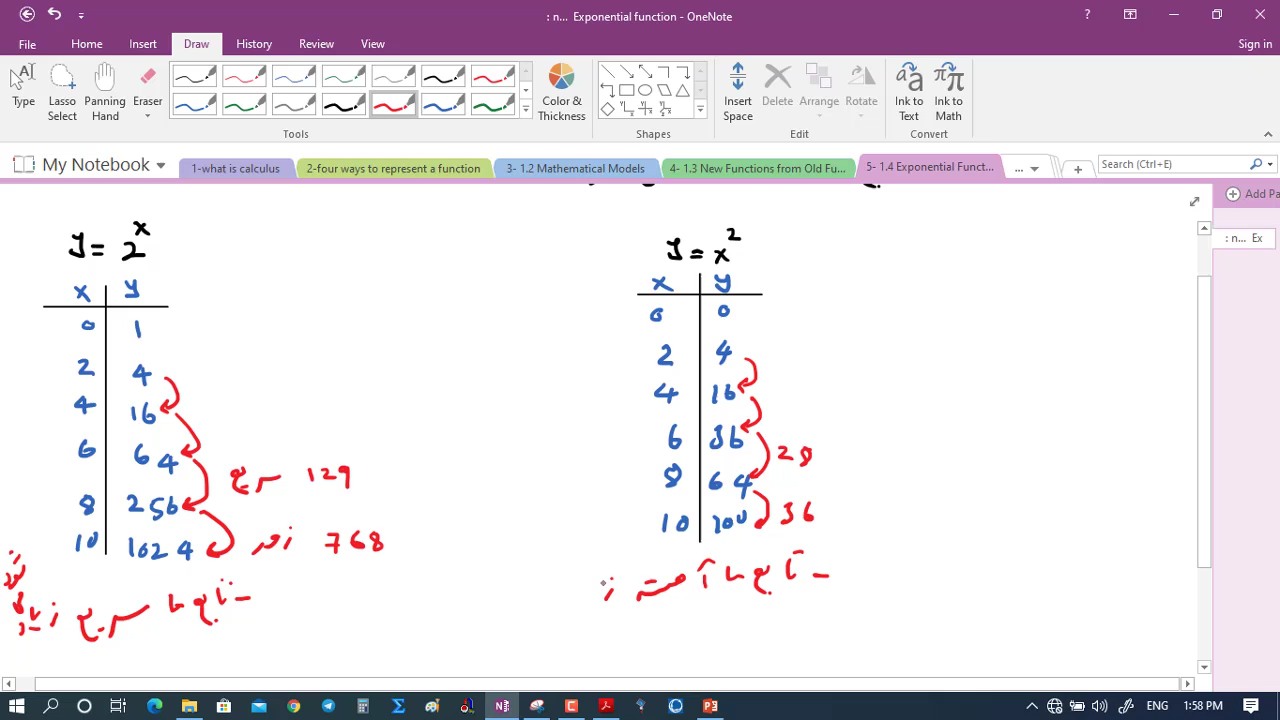 : n... Exponential function - OneNote
File Home Insert Draw History Review View
Sign in
Type
Lasso Select
Panning Hand
Eraser
Color & Thickness
Insert Space
Delete
Arrange
Rotate
Ink to Text
Ink to Math
Tools
Shapes
Edit
Convert
My Notebook
1-what is calculus
2-four ways to represent a function
3- 1.2 Mathematical Models
4- 1.3 New Functions from Old Fu...
5- 1.4 Exponential Funct...
...
Search (Ctrl+E)
Add Pa
: n... Ex
y = 2^x
x y
0 1
2 4
4 16
6 64
8 256
10 1024
129
768
y = x^2
x y
0 0
2 4
4 16
6 36
8 64
10 100
28
36
ENG
1:58 PM